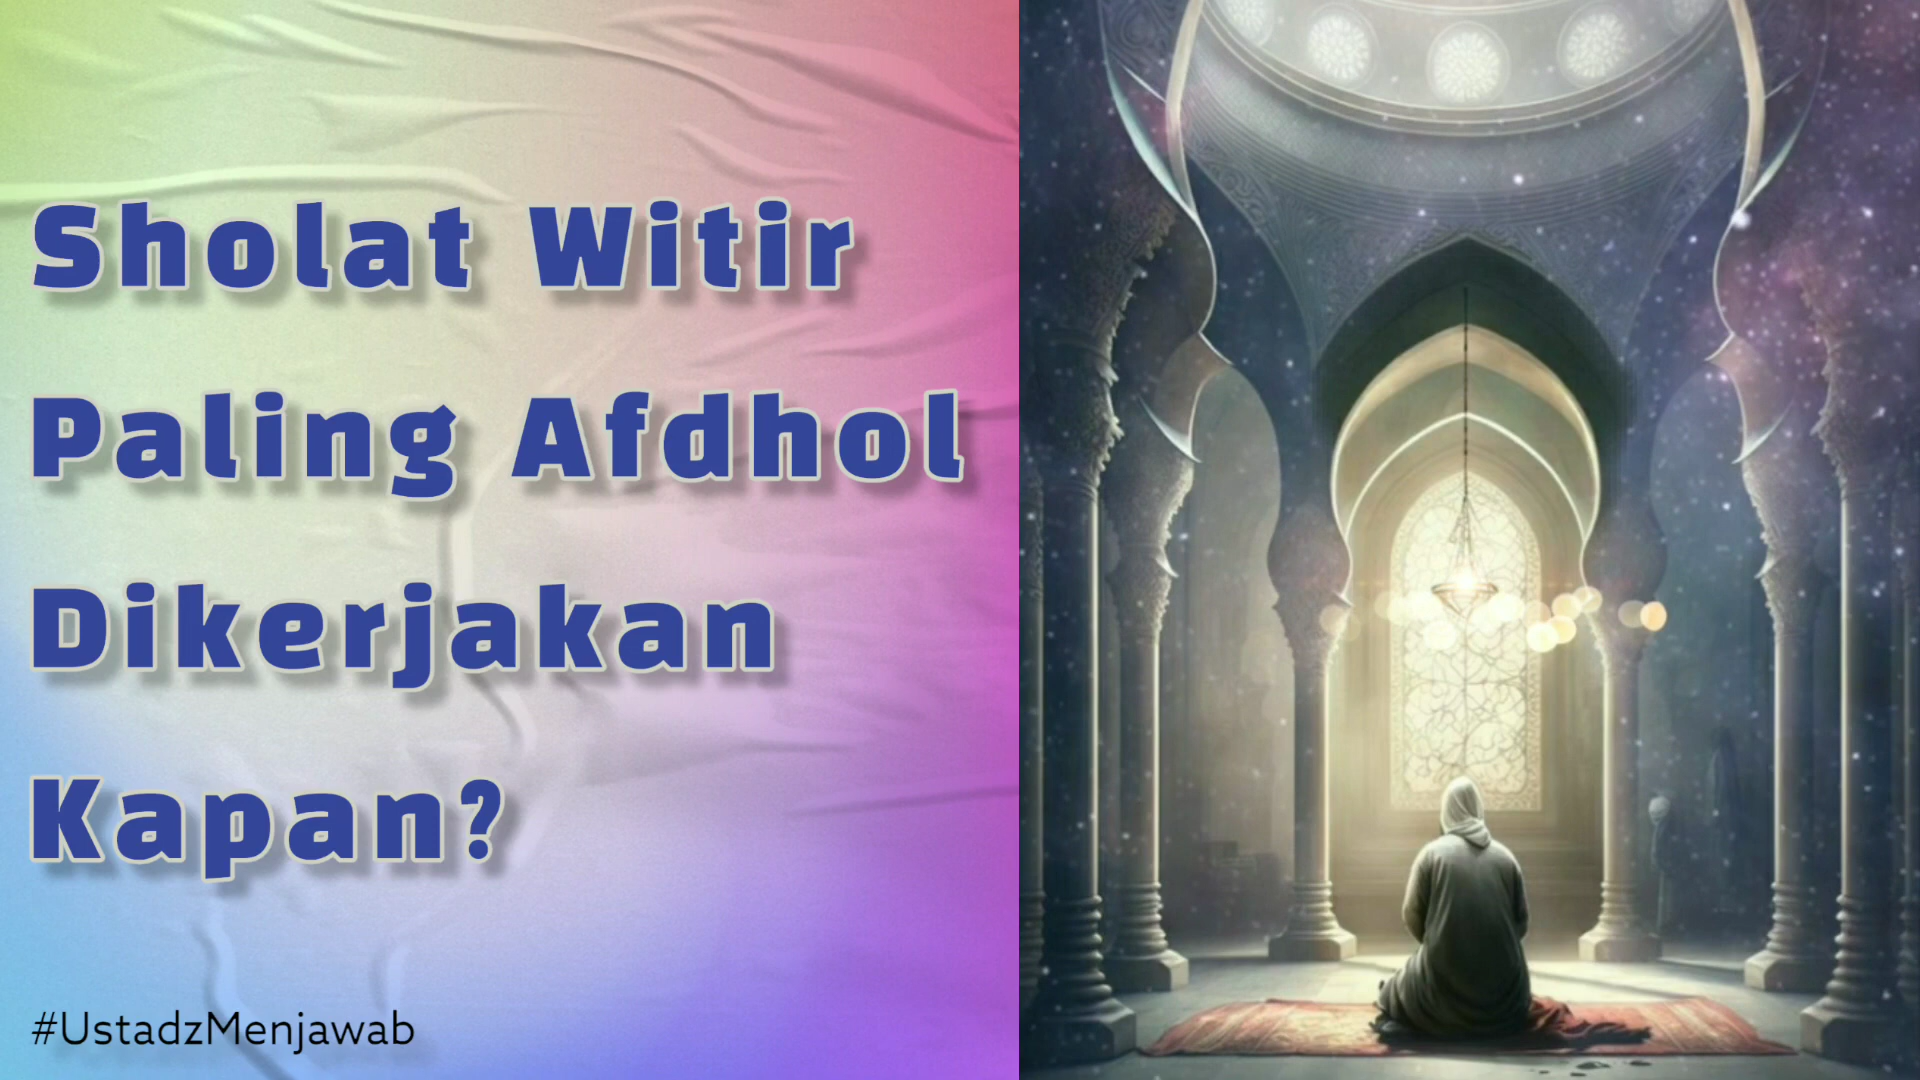 Sholat Witir
Paling Afdhol
Dikerjakan
Kapan?
#UstadzMenjawab